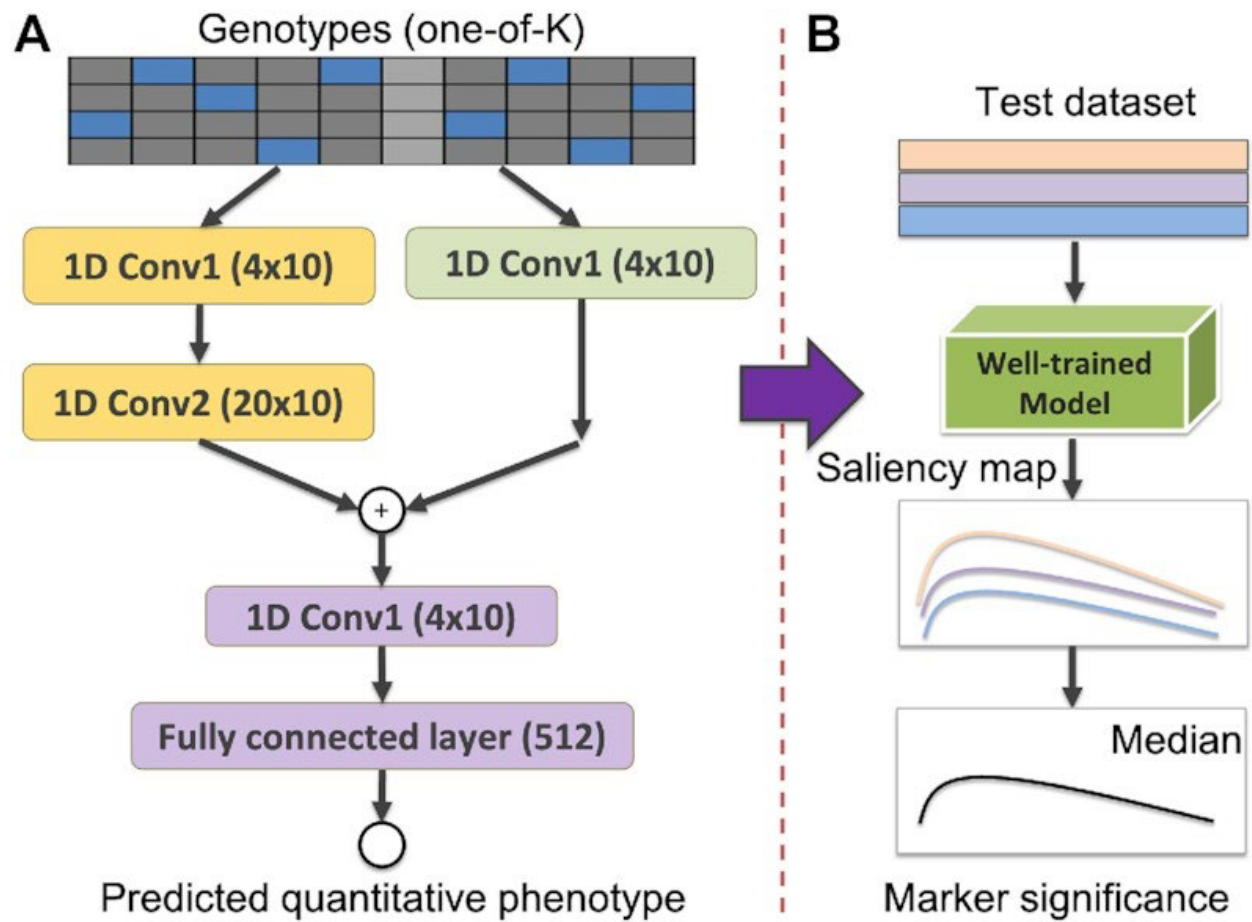 A
Genotypes (one-of-K)
1D Conv1 (4x10)
1D Conv1 (4x10)
1D Conv2 (20x10)
+
1D Conv1 (4x10)
Fully connected layer (512)
Predicted quantitative phenotype
B
Test dataset
Well-trained
Model
Saliency map
Median
Marker significance